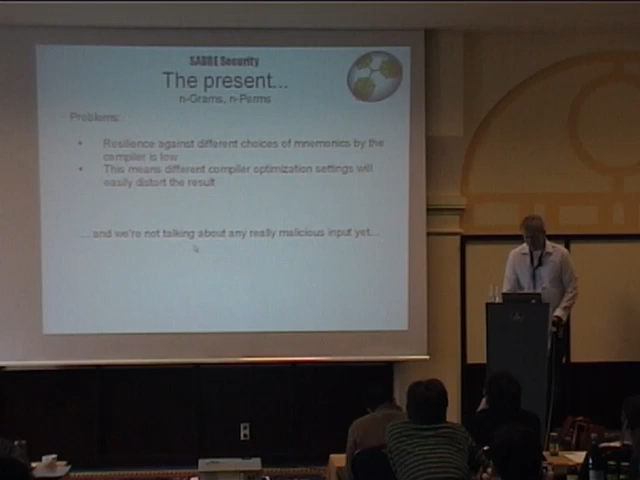 SABRE Security
The present...
n-Grams, n-Perms
Problems:
• Resilience against different choices of mnemonics by the
compiler is low
• This means different compiler optimization settings will
easily distort the result
... and we're not talking about any really malicious input yet...